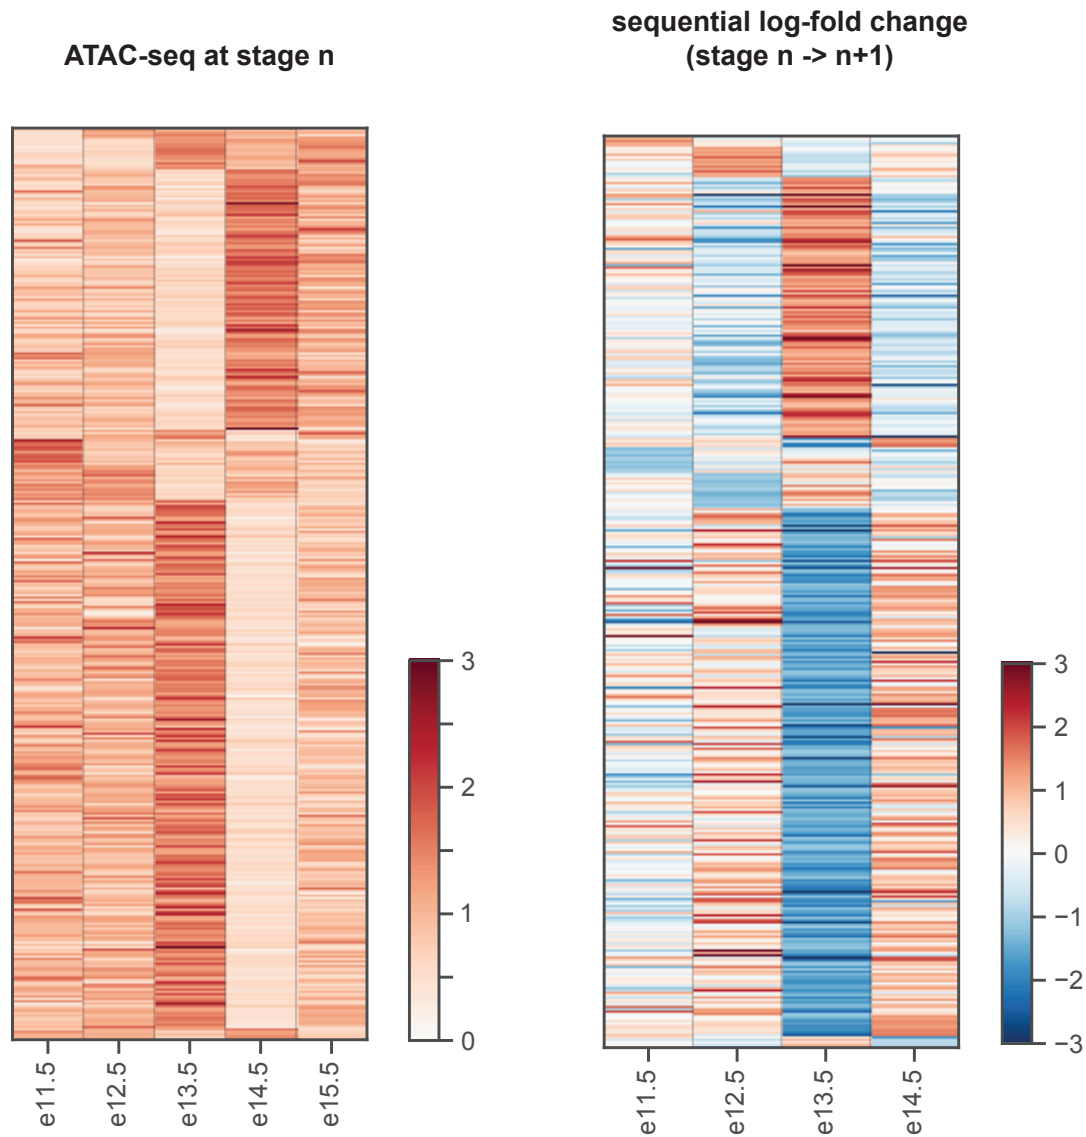 ATAC-seq at stage n
sequential log-fold change
(stage n -> n+1)
3
2
1
0
3
2
1
0
−1
−2
−3
e11.5
e12.5
e13.5
e14.5
e15.5
e11.5
e12.5
e13.5
e14.5